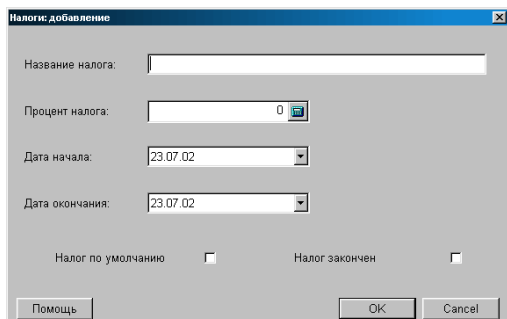 Налоги: добавление
Название налога:
Процент налога: 0
Дата начала: 23.07.02
Дата окончания: 23.07.02
Налог по умолчанию Налог закончен
Помощь OK Cancel